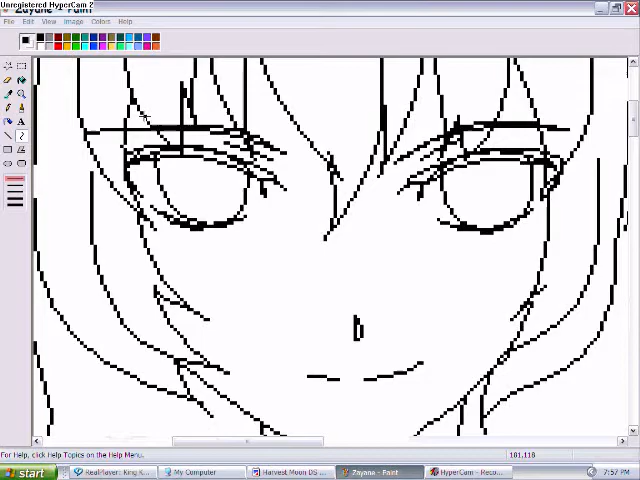 Unregistered HyperCam 2
Zayane - Paint
File Edit View Image Colors Help
For Help, click Help Topics on the Help Menu.
181,118
start
RealPlayer: King K...
My Computer
Harvest Moon DS ...
Zayane - Paint
HyperCam – Reco...
7:57 PM